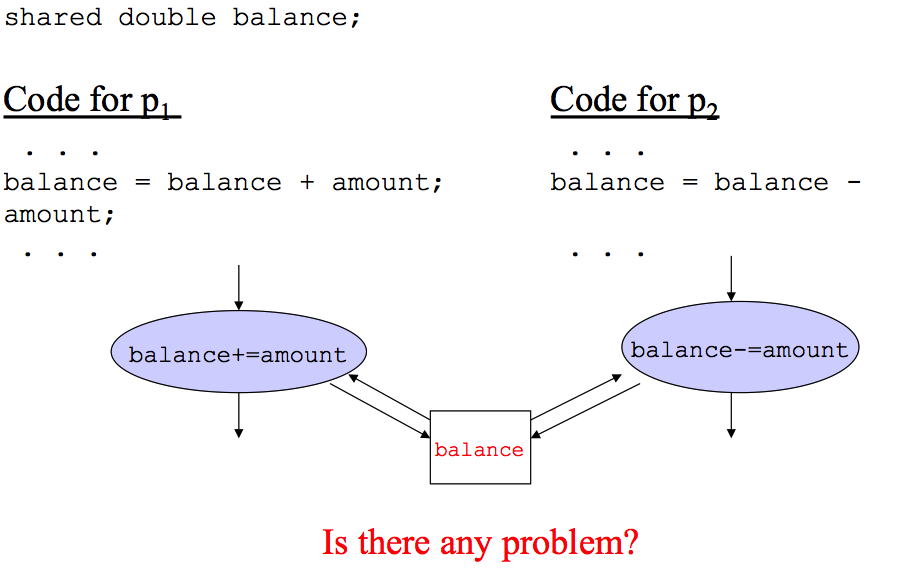 shared double balance;
Code for p1
Code for p2
. . .
. . .
balance = balance + amount;
balance = balance -
amount;
. . .
. . .
balance+=amount
balance-=amount
balance
Is there any problem?